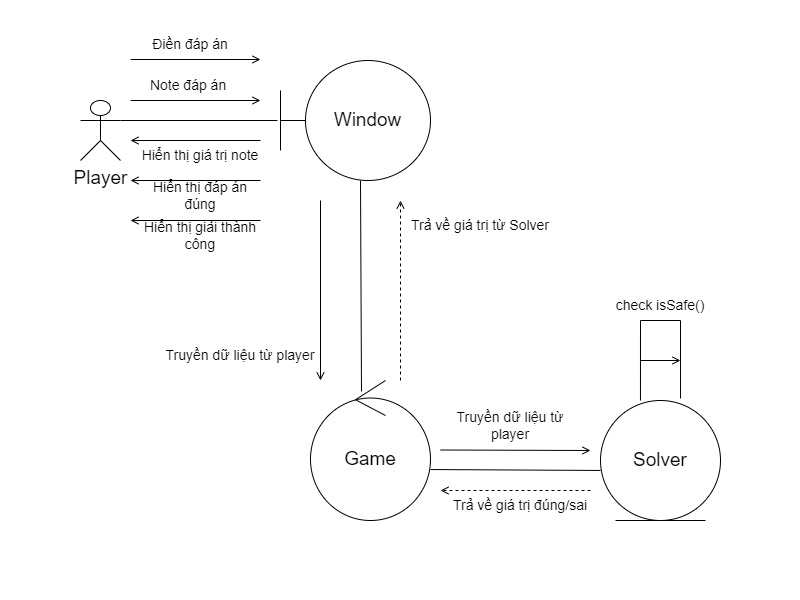 Điền đáp án
Note đáp án
Window
Hiển thị giá trị note
Player
Hiển thị đáp án
đúng
Hiển thị giải thành
công
Trả về giá trị từ Solver
check isSafe()
Truyền dữ liệu từ player
Truyền dữ liệu từ
player
Game
Solver
Trả về giá trị đúng/sai